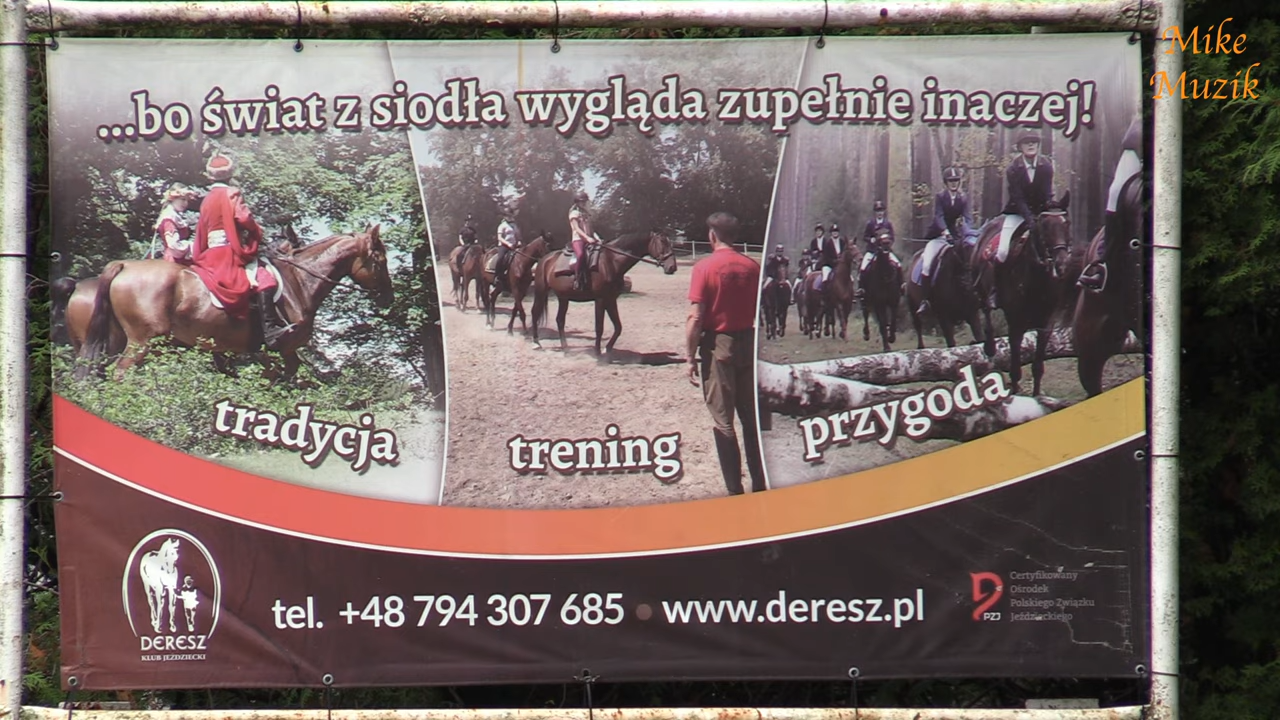 Mike
Muzik
...bo świat z siodła wygląda zupełnie inaczej!
tradycja
trening
przygoda
DERESZ
KLUB JEŹDZIECKI
tel. +48 794 307 685 • www.deresz.pl
PZJ
Certyfikowany
Ośrodek
Polskiego Związku
Jeździeckiego